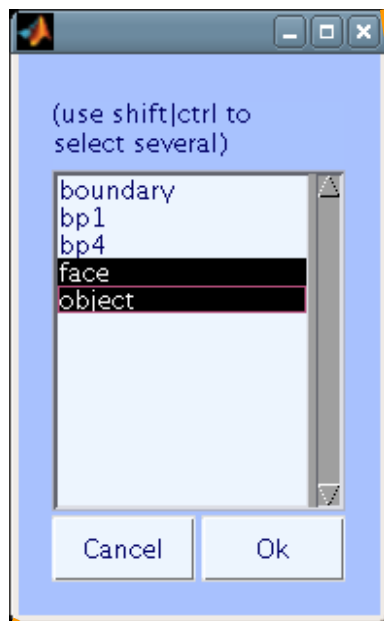 (use shift|ctrl to
select several)
boundary
bp1
bp4
face
object
Cancel
Ok